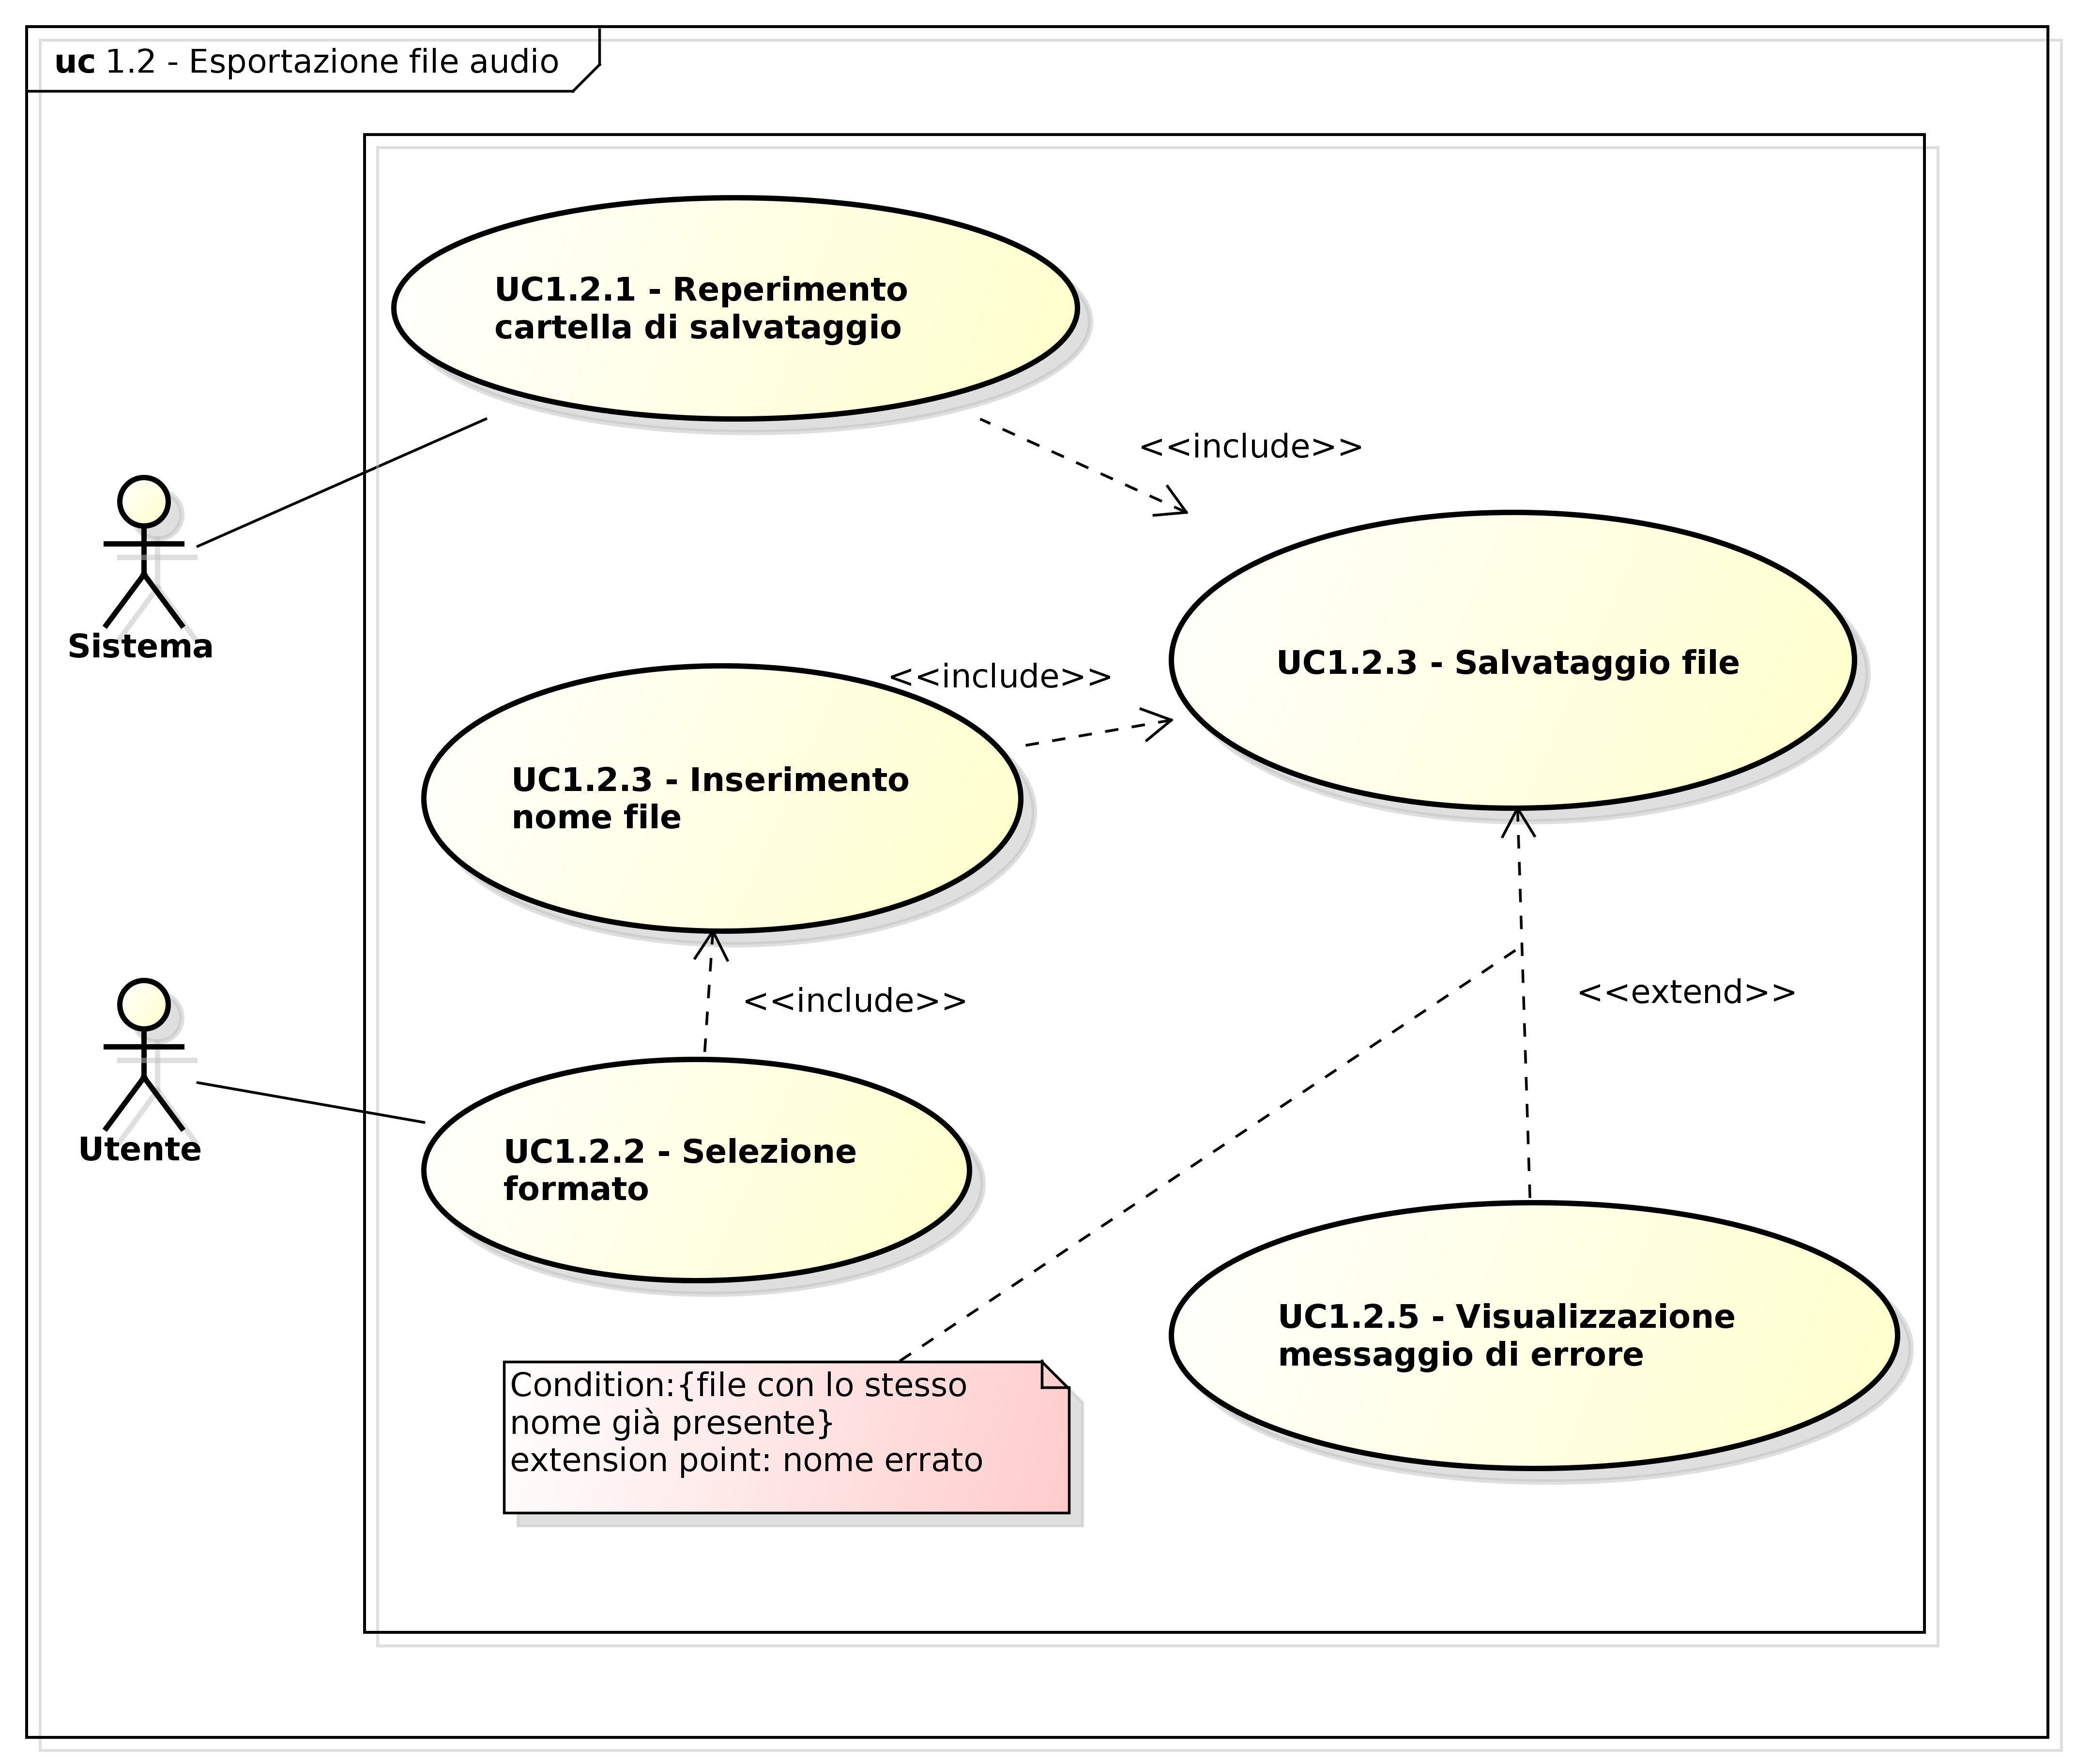 uc 1.2 - Esportazione file audio
UC1.2.1 - Reperimento
cartella di salvataggio
<<include>>
Sistema
<<include>>
UC1.2.3 - Salvataggio file
UC1.2.3 - Inserimento
nome file
<<include>>
<<extend>>
Utente
UC1.2.2 - Selezione
formato
UC1.2.5 - Visualizzazione
messaggio di errore
Condition:{file con lo stesso
nome già presente}
extension point: nome errato